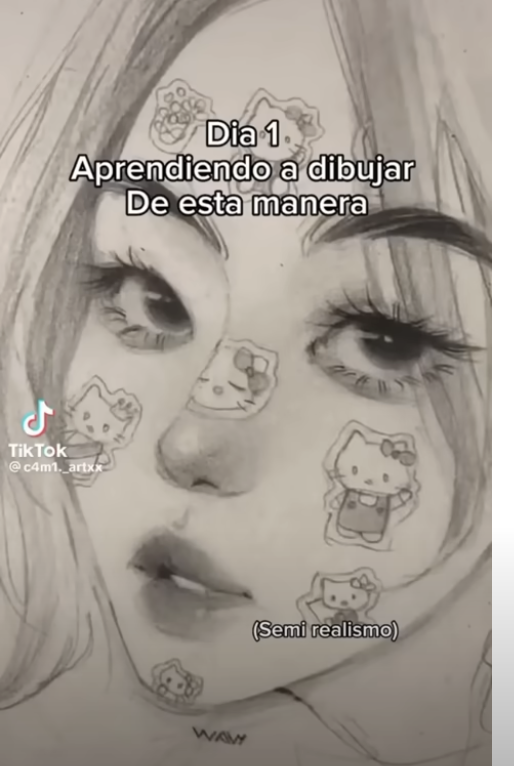 Dia 1
Aprendiendo a dibujar
De esta manera
TikTok
@c4m1._artxx
(Semi realismo)